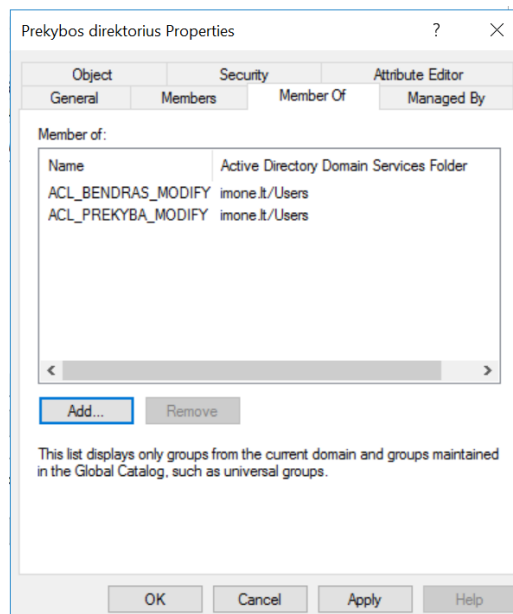 Prekybos direktorius Properties ? ×
Object Security Attribute Editor
General Members Member Of Managed By
Member of:
Name Active Directory Domain Services Folder
ACL_BENDRAS_MODIFY imone.lt/Users
ACL_PREKYBA_MODIFY imone.lt/Users
Add... Remove
This list displays only groups from the current domain and groups maintained
in the Global Catalog, such as universal groups.
OK Cancel Apply Help